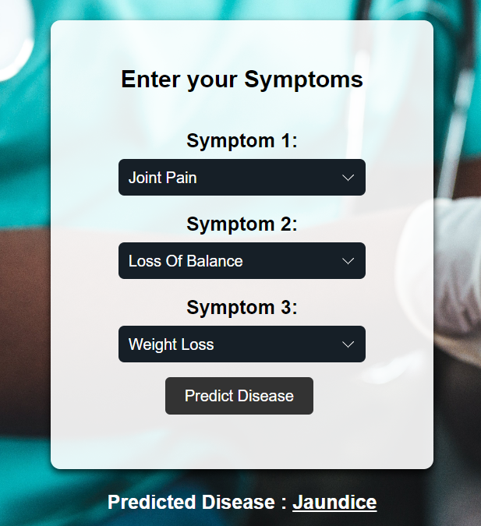 Enter your Symptoms
Symptom 1:
Joint Pain
Symptom 2:
Loss Of Balance
Symptom 3:
Weight Loss
Predict Disease
Predicted Disease : Jaundice